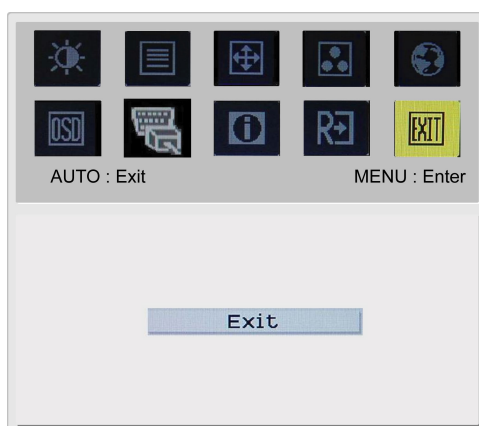 OSD
i
R
EXIT
AUTO : Exit MENU : Enter
Exit